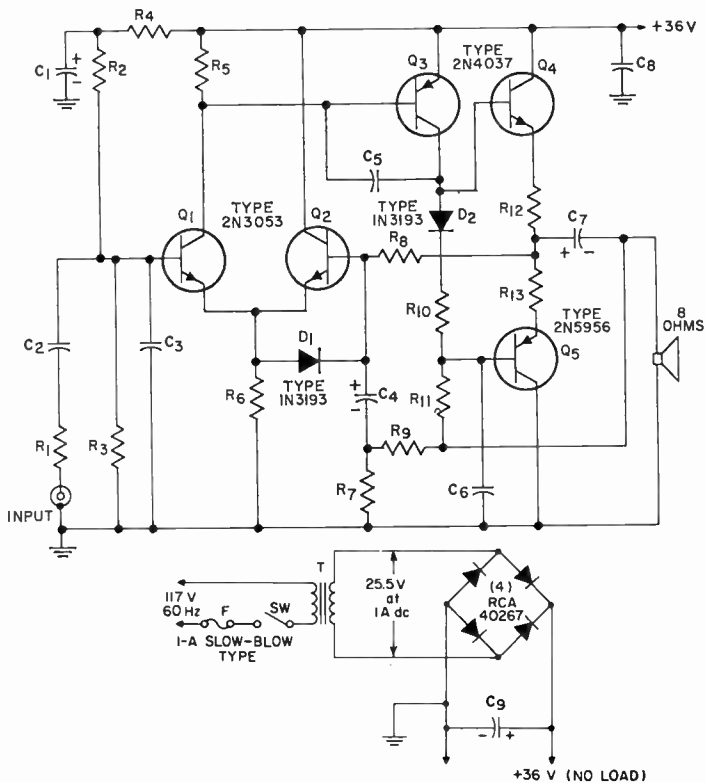 R4
+36 V
C1
+
-
R2
R5
Q3
TYPE
2N4037
Q4
C8
C5
TYPE
2N3053
Q1
Q2
TYPE
1N3193
D2
R12
C7
+ -
R8
R13
R10
TYPE
2N5956
Q5
8
OHMS
C2
C3
D1
TYPE
1N3193
R6
+
-
C4
R11
R1
R3
R9
R7
C6
INPUT
T
117 V
60 Hz
F
SW
1-A SLOW-BLOW
TYPE
25.5V
at
1A dc
(4)
RCA
40267
C9
- +
+36 V (NO LOAD)